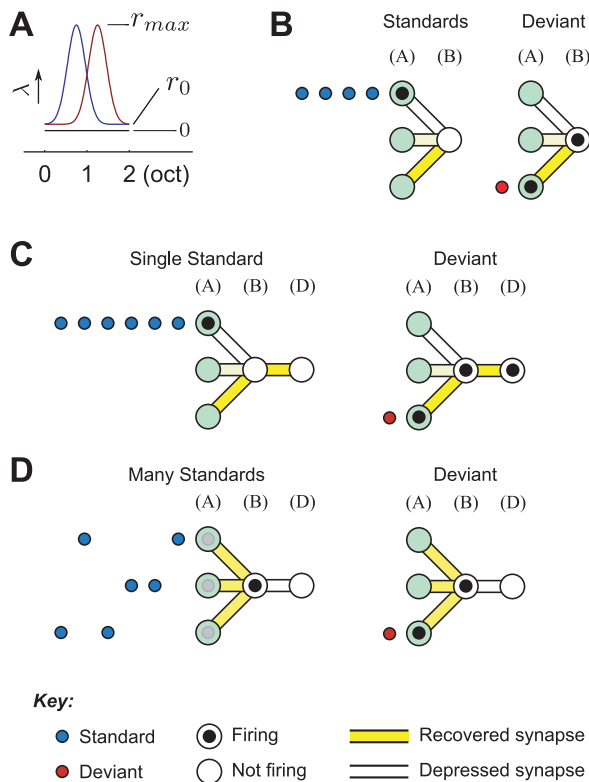 A
r_max
r_0
0
λ
0 1 2 (oct)
B
Standards Deviant
(A) (B) (A) (B)
C
Single Standard Deviant
(A) (B) (D) (A) (B) (D)
D
Many Standards Deviant
(A) (B) (D) (A) (B) (D)
Key:
Standard Firing Recovered synapse
Deviant Not firing Depressed synapse